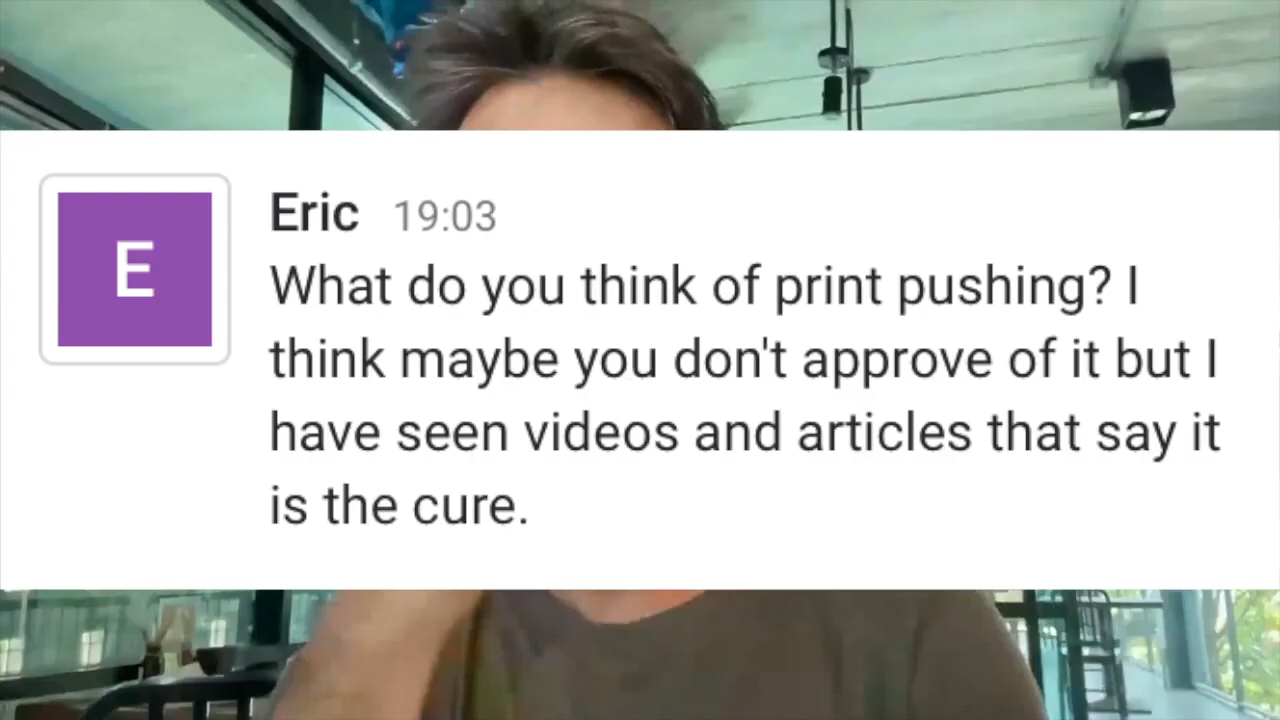 E
Eric 19:03
What do you think of print pushing? I
think maybe you don't approve of it but I
have seen videos and articles that say it
is the cure.